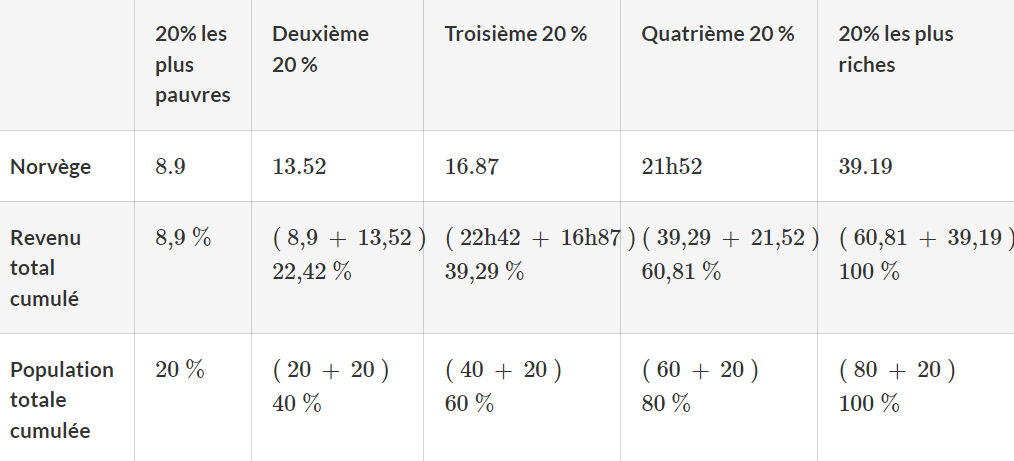 20% les plus pauvres
Deuxième 20 %
Troisième 20 %
Quatrième 20 %
20% les plus riches
Norvège
8.9
13.52
16.87
21h52
39.19
Revenu total cumulé
8,9 %
( 8,9 + 13,52 )
22,42 %
( 22h42 + 16h87 )
39,29 %
( 39,29 + 21,52 )
60,81 %
( 60,81 + 39,19 )
100 %
Population totale cumulée
20 %
( 20 + 20 )
40 %
( 40 + 20 )
60 %
( 60 + 20 )
80 %
( 80 + 20 )
100 %